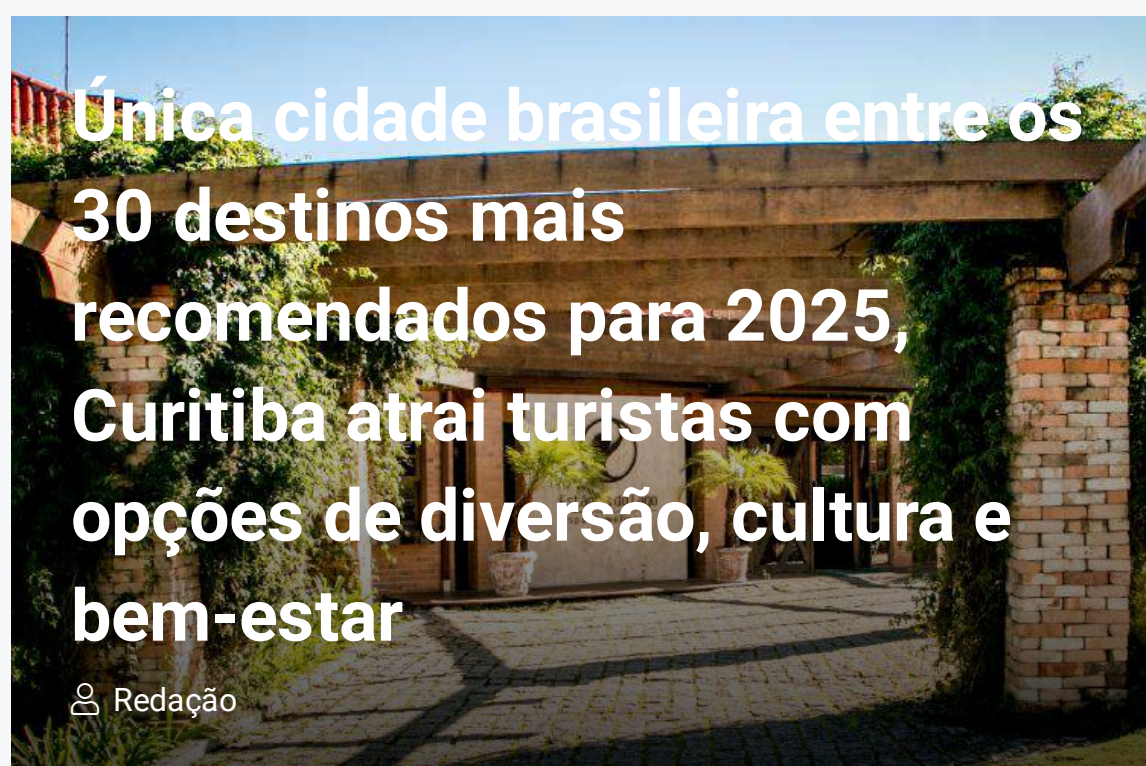 Única cidade brasileira entre os
30 destinos mais
recomendados para 2025,
Curitiba atrai turistas com
opções de diversão, cultura e
bem-estar
Redação